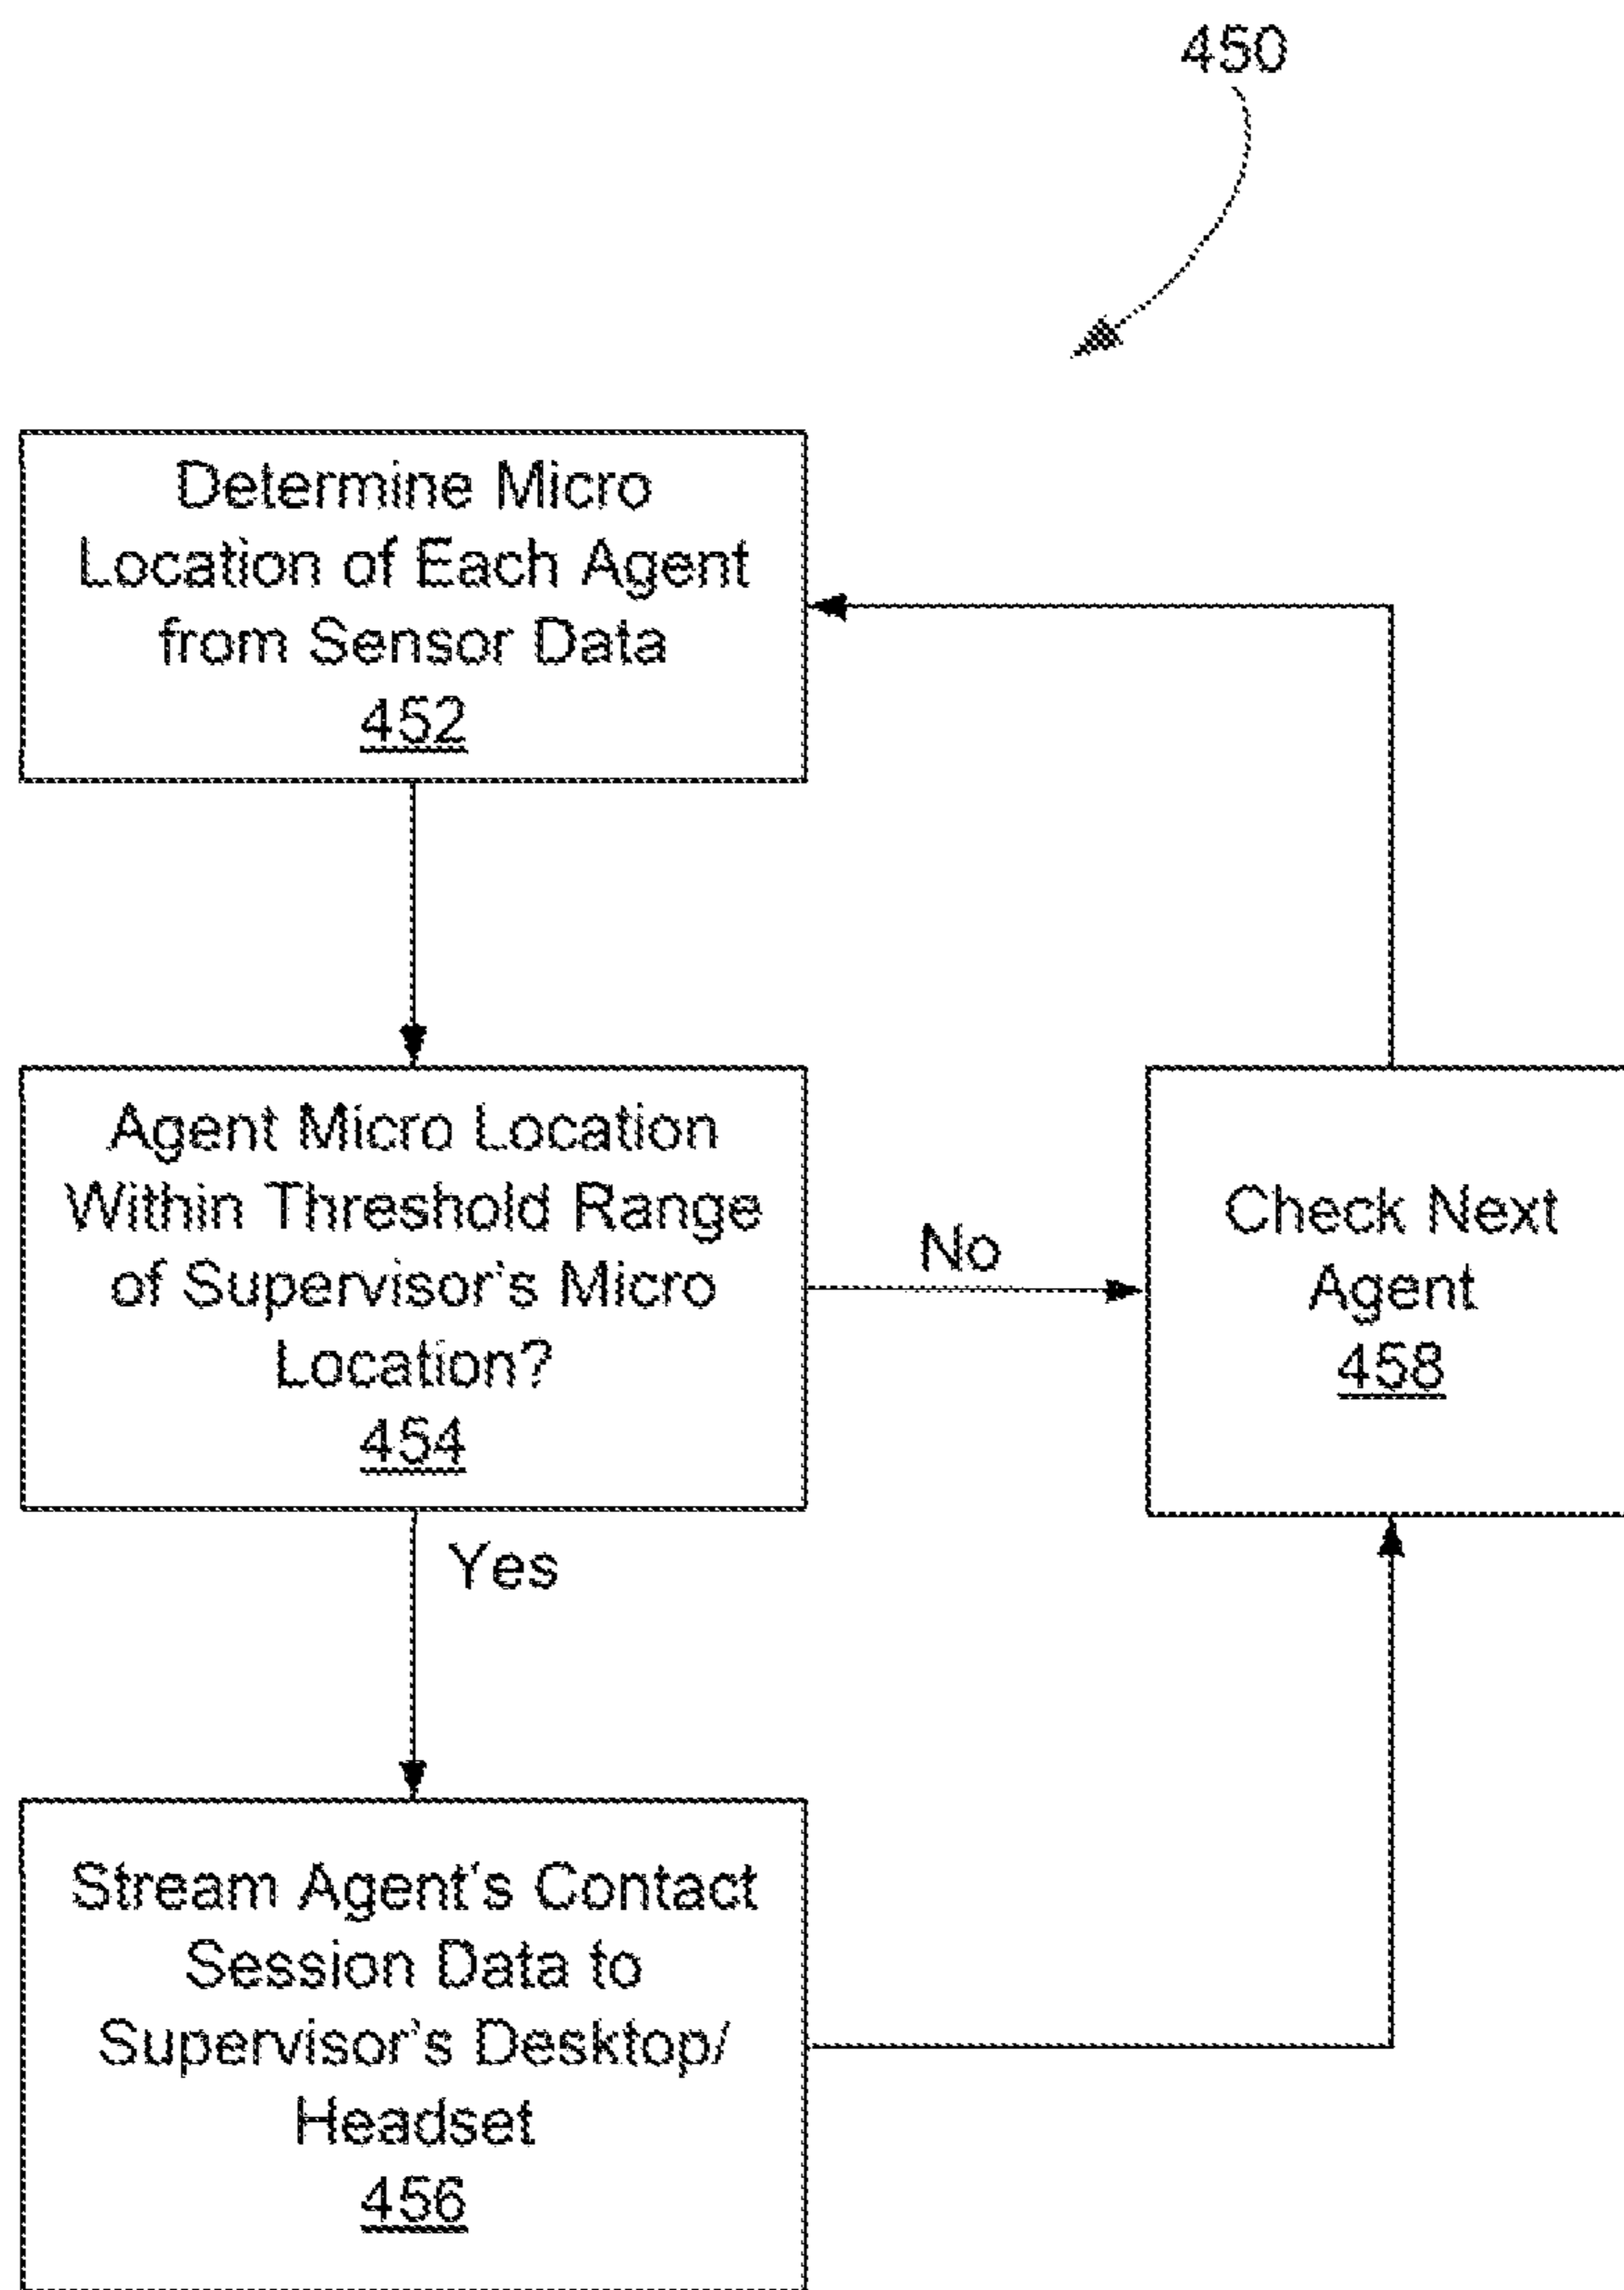 450
Determine Micro
Location of Each Agent
from Sensor Data
452
Agent Micro Location
Within Threshold Range
of Supervisor's Micro
Location?
454
No
Check Next
Agent
458
Yes
Stream Agent's Contact
Session Data to
Supervisor's Desktop/
Headset
456